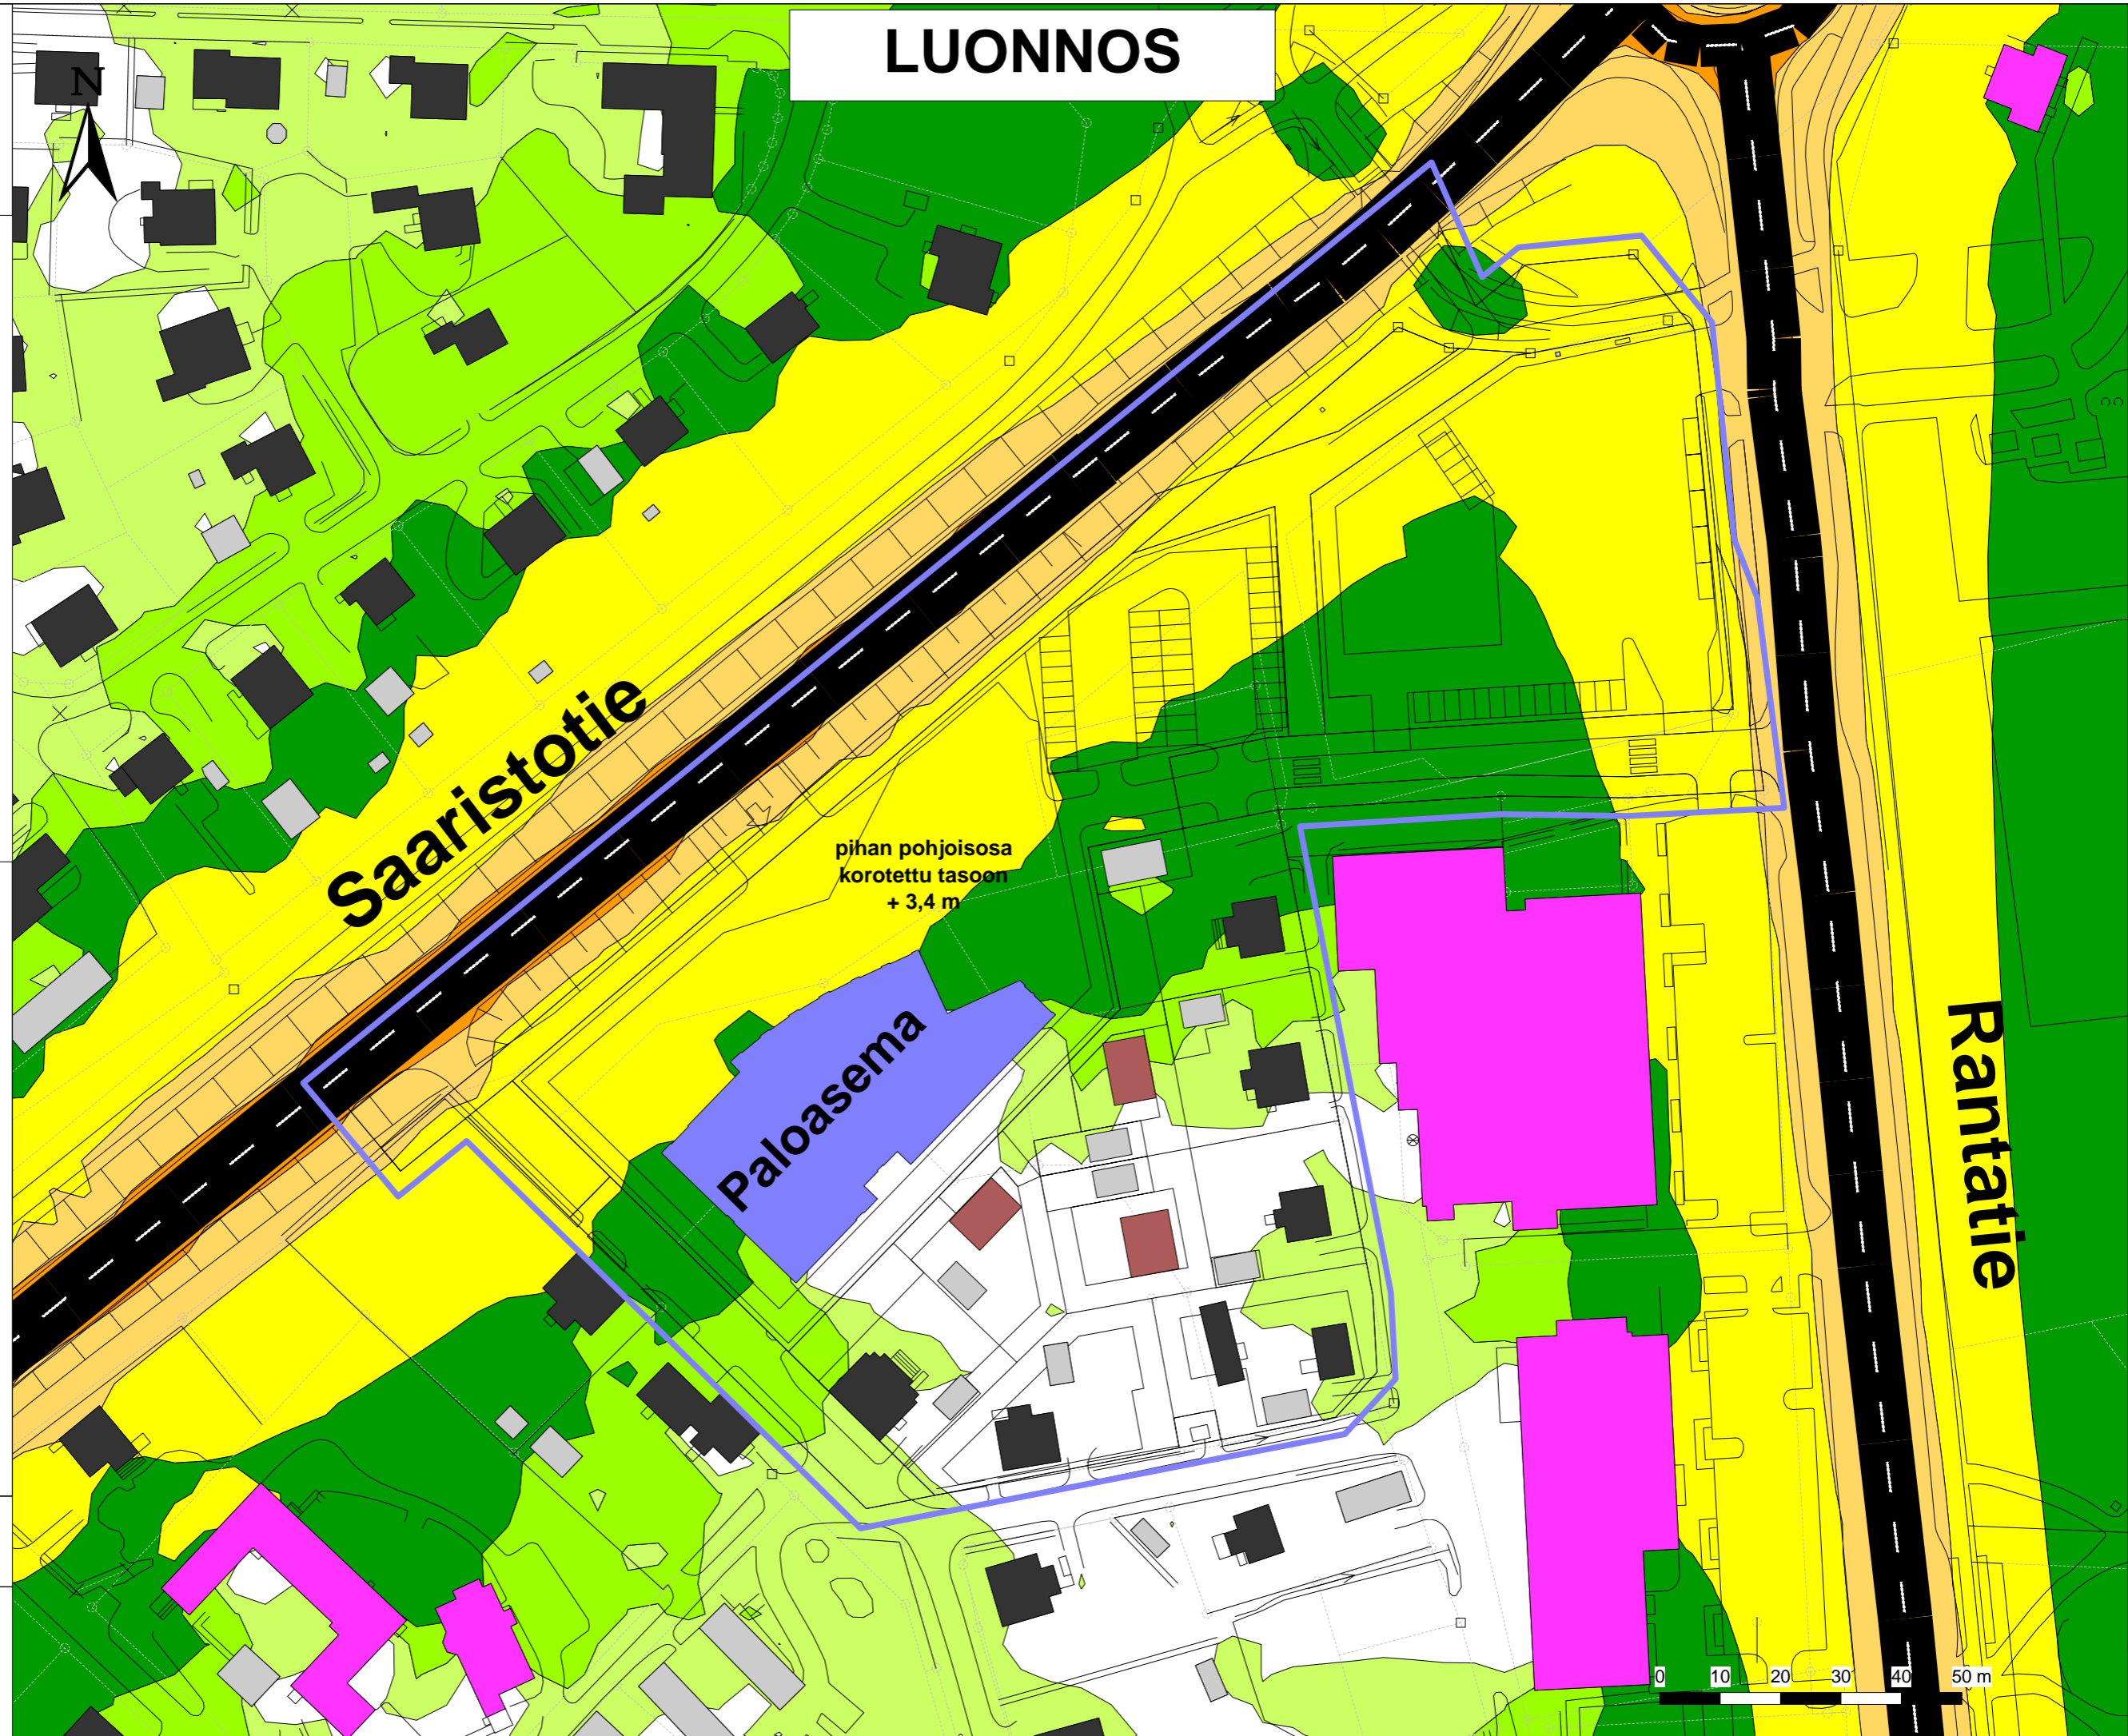 LUONNOS
N
Saaristotie
pihan pohjoisosa
korotettu tasoon
+ 3,4 m
Paloasema
Rantatie
0 10 20 30 40 50 m